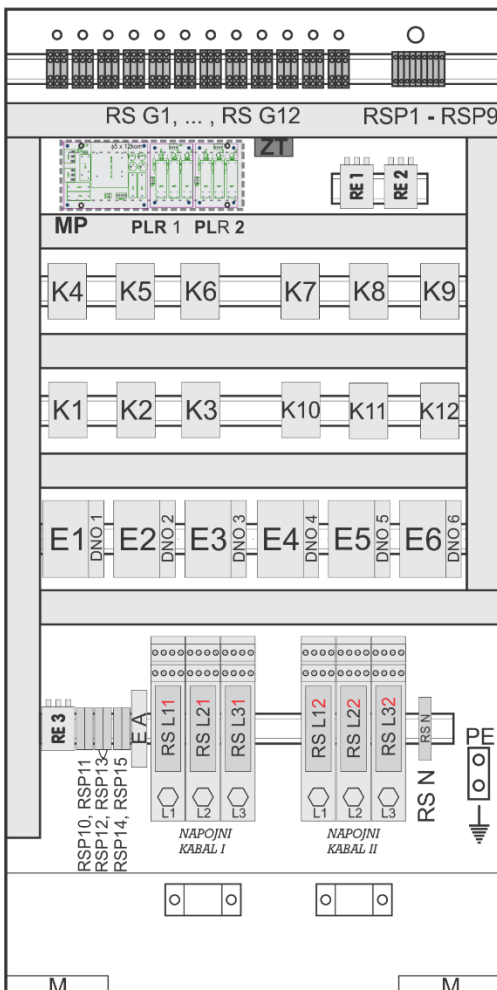 RS G1, ... , RS G12 RSP1 - RSP9
ZT
RE 1 RE 2
MP PLR 1 PLR 2
K4 K5 K6 K7 K8 K9
K1 K2 K3 K10 K11 K12
E1 DNO 1 E2 DNO 2 E3 DNO 3 E4 DNO 4 E5 DNO 5 E6 DNO 6
RE 3
E A
RS L11 RS L21 RS L31 RS L12 RS L22 RS L32
RS N
RS N
PE
L1 L2 L3 L1 L2 L3
RSP10, RSP11
RSP12, RSP13
RSP14, RSP15
NAPOJNI NAPOJNI
KABAL I KABAL II
M M